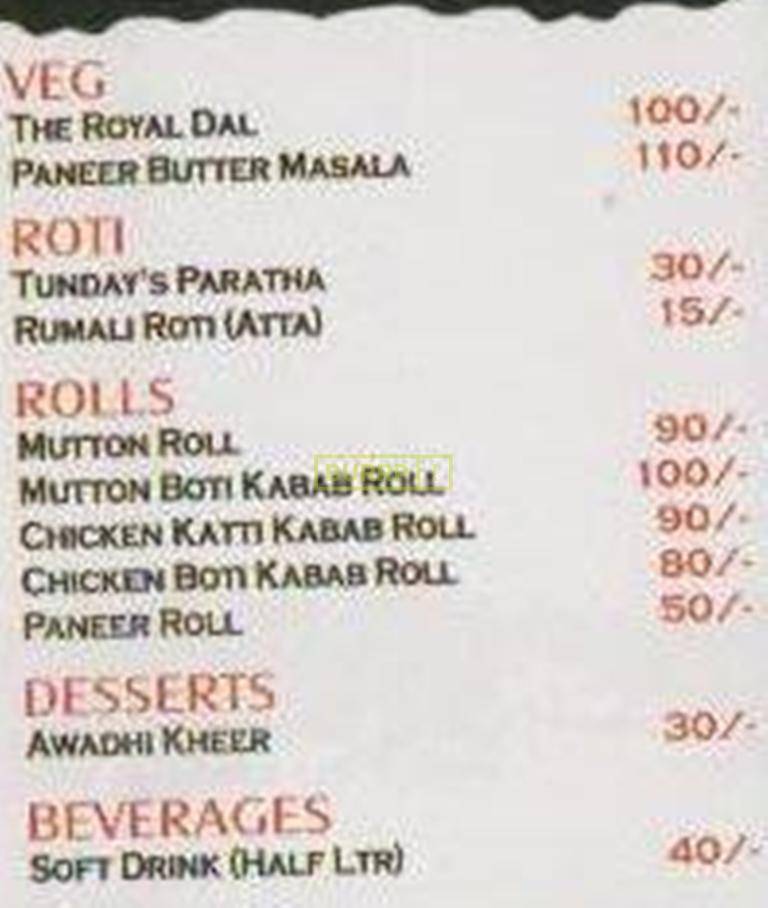 VEG
THE ROYAL DAL 100/-
PANEER BUTTER MASALA 110/-
ROTI
TUNDAY'S PARATHA 30/-
RUMALI ROTI (ATTA) 15/-
ROLLS
MUTTON ROLL 90/-
MUTTON BOTI KABAB ROLL 100/-
CHICKEN KATTI KABAB ROLL 90/-
CHICKEN BOTI KABAB ROLL 80/-
PANEER ROLL 50/-
DESSERTS
AWADHI KHEER 30/-
BEVERAGES
SOFT DRINK (HALF LTR) 40/-